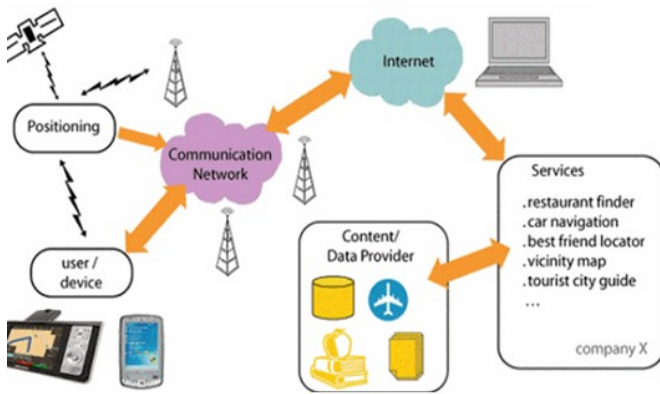 Internet
Positioning
Communication
Network
Services
.restaurant finder
.car navigation
.best friend locator
.vicinity map
.tourist city guide
...
company X
Content/
Data Provider
user /
device